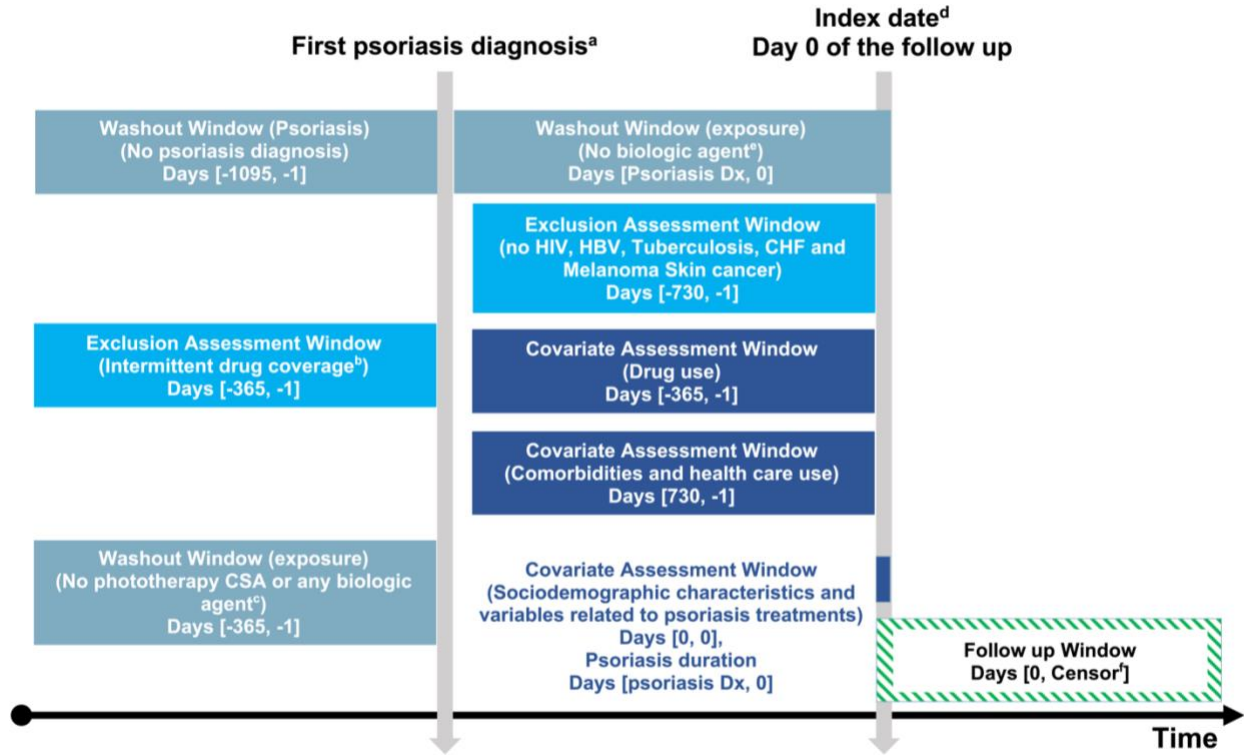 First psoriasis diagnosisᵃ
Index dateᵈ
Day 0 of the follow up
Washout Window (Psoriasis)
(No psoriasis diagnosis)
Days [-1095, -1]
Washout Window (exposure)
(No biologic agentᵉ)
Days [Psoriasis Dx, 0]
Exclusion Assessment Window
(no HIV, HBV, Tuberculosis, CHF and
Melanoma Skin cancer)
Days [-730, -1]
Exclusion Assessment Window
(Intermittent drug coverageᵇ)
Days [-365, -1]
Covariate Assessment Window
(Drug use)
Days [-365, -1]
Covariate Assessment Window
(Comorbidities and health care use)
Days [730, -1]
Washout Window (exposure)
(No phototherapy CSA or any biologic
agentᶜ)
Days [-365, -1]
Covariate Assessment Window
(Sociodemographic characteristics and
variables related to psoriasis treatments)
Days [0, 0],
Psoriasis duration
Days [psoriasis Dx, 0]
Follow up Window
Days [0, Censorᶠ]
Time